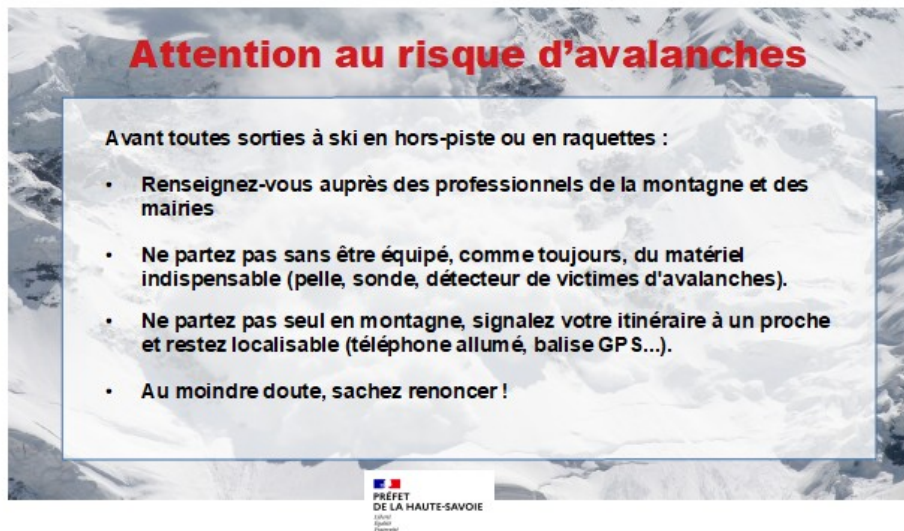 Attention au risque d'avalanches
Avant toutes sorties à ski en hors-piste ou en raquettes :
• Renseignez-vous auprès des professionnels de la montagne et des
mairies
• Ne partez pas sans être équipé, comme toujours, du matériel
indispensable (pelle, sonde, détecteur de victimes d'avalanches).
• Ne partez pas seul en montagne, signalez votre itinéraire à un proche
et restez localisable (téléphone allumé, balise GPS...).
• Au moindre doute, sachez renoncer !
PRÉFET
DE LA HAUTE-SAVOIE
Liberté
Égalité
Fraternité